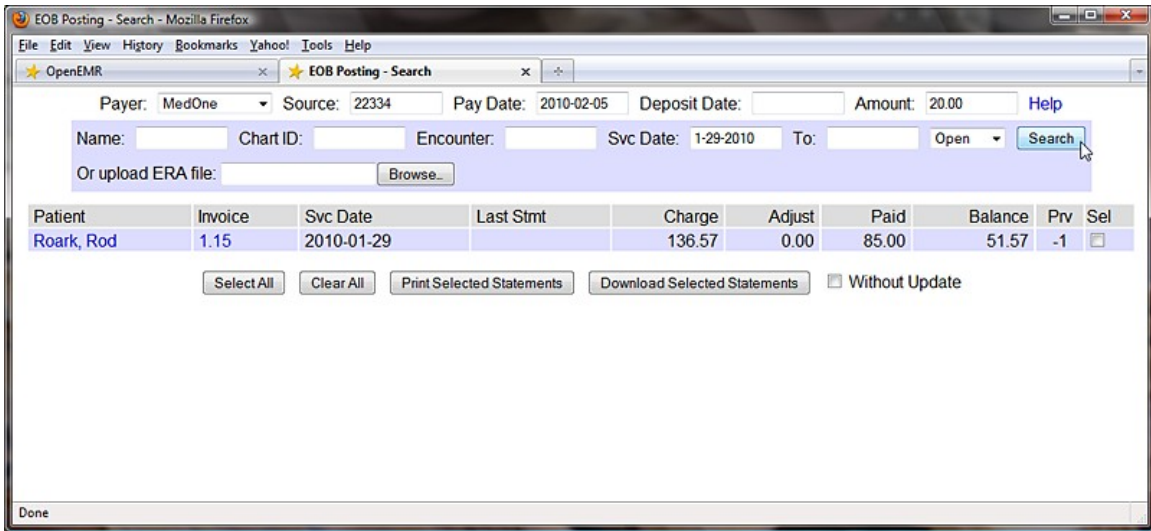 EOB Posting - Search - Mozilla Firefox
File Edit View History Bookmarks Yahoo! Tools Help
OpenEMR EOB Posting - Search
Payer: MedOne Source: 22334 Pay Date: 2010-02-05 Deposit Date: Amount: 20.00 Help
Name: Chart ID: Encounter: Svc Date: 1-29-2010 To: Open Search
Or upload ERA file: Browse...
Patient Invoice Svc Date Last Stmt Charge Adjust Paid Balance Prv Sel
Roark, Rod 1.15 2010-01-29 136.57 0.00 85.00 51.57 -1
Select All Clear All Print Selected Statements Download Selected Statements Without Update
Done